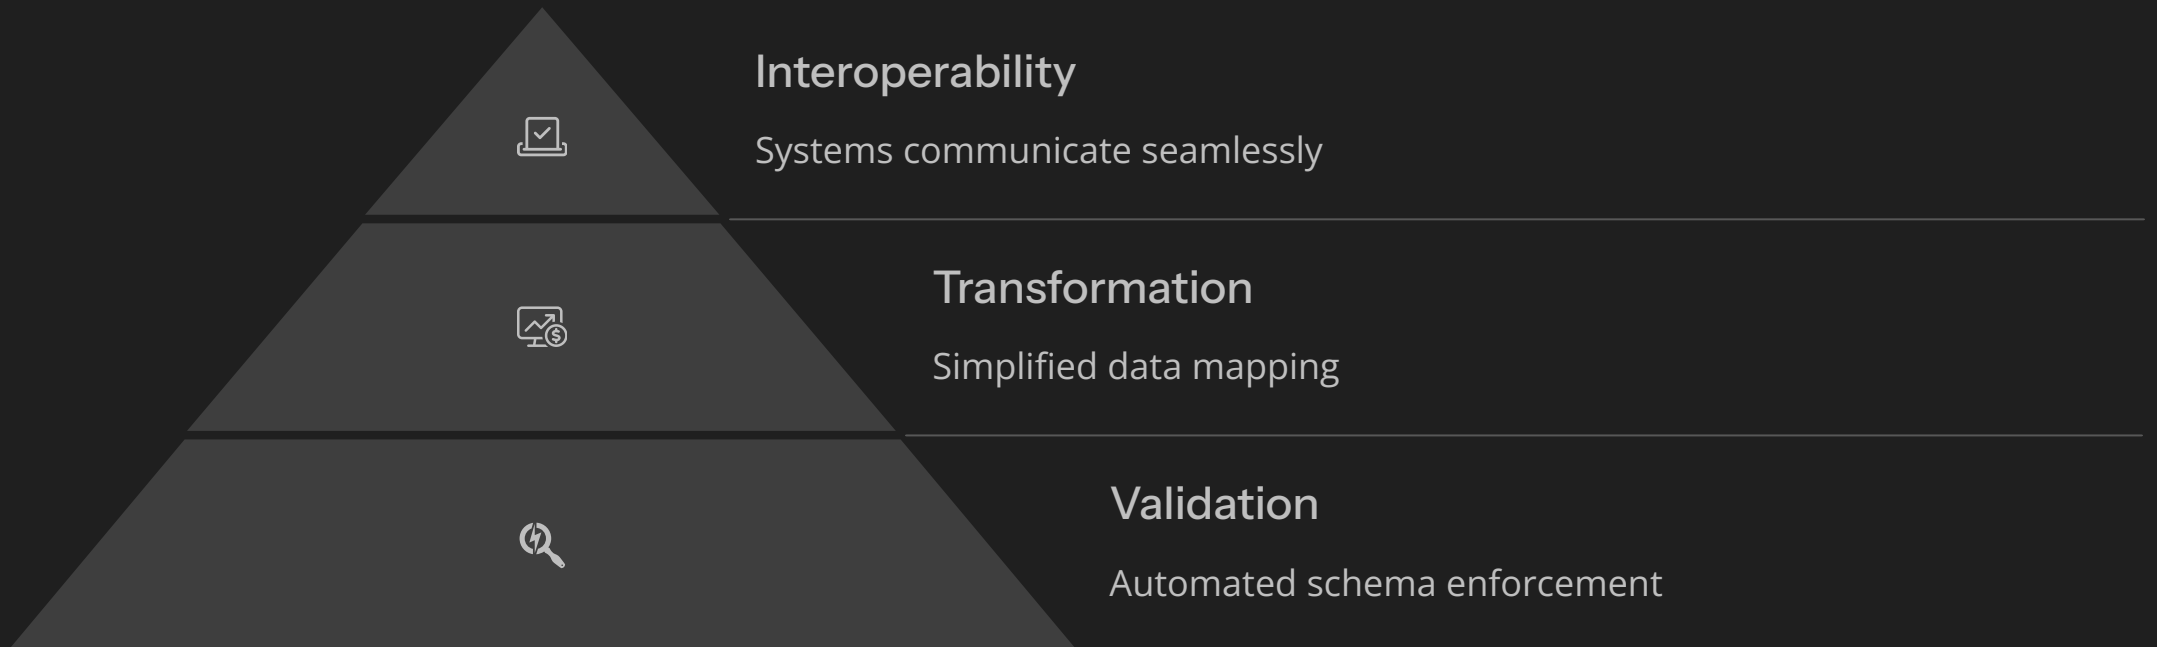 Interoperability
Systems communicate seamlessly
Transformation
Simplified data mapping
$
Validation
Automated schema enforcement